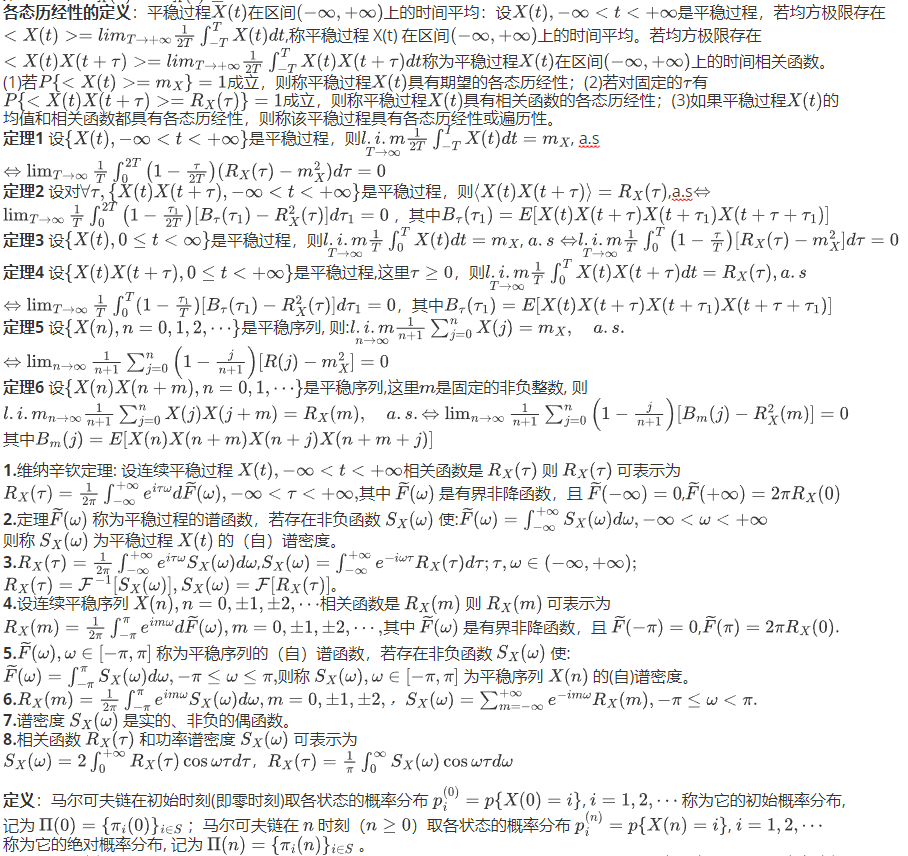 各态历经性的定义：平稳过程X(t)在区间(−∞, +∞)上的时间平均：设X(t), −∞ < t < +∞是平稳过程，若均方极限存在
< X(t) >= lim_{T→+∞} \frac{1}{2T} ∫_{−T}^{T} X(t)dt,称平稳过程 X(t) 在区间(−∞, +∞)上的时间平均。若均方极限存在
< X(t)X(t + τ) >= lim_{T→+∞} \frac{1}{2T} ∫_{−T}^{T} X(t)X(t + τ)dt称为平稳过程X(t)在区间(−∞, +∞)上的时间相关函数。
(1)若P{< X(t) >= m_X} = 1成立，则称平稳过程X(t)具有期望的各态历经性；(2)若对固定的τ有
P{< X(t)X(t + τ) >= R_X(τ)} = 1成立，则称平稳过程X(t)具有相关函数的各态历经性；(3)如果平稳过程X(t)的
均值和相关函数都具有各态历经性，则称该平稳过程具有各态历经性或遍历性。
定理1 设{X(t), −∞ < t < +∞}是平稳过程，则l.i.m_{T→∞} \frac{1}{2T} ∫_{−T}^{T} X(t)dt = m_X, a.s
⇔ lim_{T→∞} \frac{1}{T} ∫_0^{2T} (1 − \frac{τ}{2T})(R_X(τ) − m_X^2)dτ = 0
定理2 设对∀τ, {X(t)X(t + τ), −∞ < t < +∞}是平稳过程，则⟨X(t)X(t + τ)⟩ = R_X(τ),a.s⇔
lim_{T→∞} \frac{1}{T} ∫_0^{2T} (1 − \frac{τ_1}{2T})[B_τ(τ_1) − R_X^2(τ)]dτ_1 = 0 ，其中B_τ(τ_1) = E[X(t)X(t + τ)X(t + τ_1)X(t + τ + τ_1)]
定理3 设{X(t), 0 ≤ t < ∞}是平稳过程，则l.i.m_{T→∞} \frac{1}{T} ∫_0^T X(t)dt = m_X, a.s ⇔l.i.m_{T→∞} \frac{1}{T} ∫_0^T (1 − \frac{τ}{T})[R_X(τ) − m_X^2]dτ = 0
定理4 设{X(t)X(t + τ), 0 ≤ t < +∞}是平稳过程,这里τ ≥ 0，则l.i.m_{T→∞} \frac{1}{T} ∫_0^T X(t)X(t + τ)dt = R_X(τ), a.s
⇔ lim_{T→∞} \frac{1}{T} ∫_0^T (1 − \frac{τ_1}{T})[B_τ(τ_1) − R_X^2(τ)]dτ_1 = 0，其中B_τ(τ_1) = E[X(t)X(t + τ)X(t + τ_1)X(t + τ + τ_1)]
定理5 设{X(n), n = 0, 1, 2, ⋯}是平稳序列, 则:l.i.m_{n→∞} \frac{1}{n+1} ∑_{j=0}^n X(j) = m_X, a.s.
⇔ lim_{n→∞} \frac{1}{n+1} ∑_{j=0}^n (1 − \frac{j}{n+1})[R(j) − m_X^2] = 0
定理6 设{X(n)X(n + m), n = 0, 1, ⋯}是平稳序列,这里m是固定的非负整数, 则
l.i.m_{n→∞} \frac{1}{n+1} ∑_{j=0}^n X(j)X(j + m) = R_X(m), a.s.⇔ lim_{n→∞} \frac{1}{n+1} ∑_{j=0}^n (1 − \frac{j}{n+1})[B_m(j) − R_X^2(m)] = 0
其中B_m(j) = E[X(n)X(n + m)X(n + j)X(n + m + j)]
1.维纳辛钦定理: 设连续平稳过程 X(t), −∞ < t < +∞相关函数是 R_X(τ) 则 R_X(τ) 可表示为
R_X(τ) = \frac{1}{2π} ∫_{−∞}^{+∞} e^{iτω}dF̃(ω), −∞ < τ < +∞,其中 F̃(ω) 是有界非降函数，且 F̃(−∞) = 0,F̃(+∞) = 2πR_X(0)
2.定理F̃(ω) 称为平稳过程的谱函数，若存在非负函数 S_X(ω) 使:F̃(ω) = ∫_{−∞}^{+∞} S_X(ω)dω, −∞ < ω < +∞
则称 S_X(ω) 为平稳过程 X(t) 的（自）谱密度。
3.R_X(τ) = \frac{1}{2π} ∫_{−∞}^{+∞} e^{iτω}S_X(ω)dω,S_X(ω) = ∫_{−∞}^{+∞} e^{−iωτ}R_X(τ)dτ; τ, ω ∈ (−∞, +∞);
R_X(τ) = ℱ^{−1}[S_X(ω)], S_X(ω) = ℱ[R_X(τ)]。
4.设连续平稳序列 X(n), n = 0, ±1, ±2, ⋯相关函数是 R_X(m) 则 R_X(m) 可表示为
R_X(m) = \frac{1}{2π} ∫_{−π}^{π} e^{imω}dF̃(ω), m = 0, ±1, ±2, ⋯,其中 F̃(ω) 是有界非降函数，且 F̃(−π) = 0,F̃(π) = 2πR_X(0).
5.F̃(ω), ω ∈ [−π, π] 称为平稳序列的（自）谱函数，若存在非负函数 S_X(ω) 使:
F̃(ω) = ∫_{−π}^{π} S_X(ω)dω, −π ≤ ω ≤ π,则称 S_X(ω), ω ∈ [−π, π] 为平稳序列 X(n) 的(自)谱密度。
6.R_X(m) = \frac{1}{2π} ∫_{−π}^{π} e^{imω}S_X(ω)dω, m = 0, ±1, ±2, ，S_X(ω) = ∑_{m=−∞}^{+∞} e^{−imω}R_X(m), −π ≤ ω < π.
7.谱密度 S_X(ω) 是实的、非负的偶函数。
8.相关函数 R_X(τ) 和功率谱密度 S_X(ω) 可表示为
S_X(ω) = 2 ∫_0^{+∞} R_X(τ) cos ωτdτ，R_X(τ) = \frac{1}{π} ∫_0^∞ S_X(ω) cos ωτdω
定义：马尔可夫链在初始时刻(即零时刻)取各状态的概率分布 p_i^{(0)} = p{X(0) = i}, i = 1, 2, ⋯ 称为它的初始概率分布,
记为 Π(0) = {π_i(0)}_{i∈S} ；马尔可夫链在 n 时刻（n ≥ 0）取各状态的概率分布 p_i^{(n)} = p{X(n) = i}, i = 1, 2, ⋯
称为它的绝对概率分布, 记为 Π(n) = {π_i(n)}_{i∈S} 。